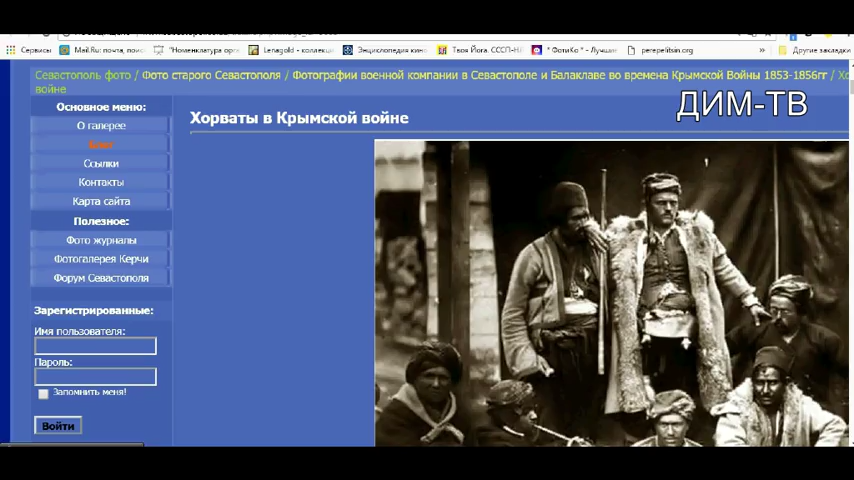 Сервисы
Mail.Ru: почта, поис
"Номенклатура орг
Lenagold - коллекци
Энциклопедия кино
Твоя Йога. СССР-Н
* ФотиКо * - Лучшие
perepelitsin.org
»
Другие закладки
Севастополь фото / Фото старого Севастополя / Фотографии военной компании в Севастополе и Балаклаве во времена Крымской Войны 1853-1856гг / Хо
войне
ДИМ-ТВ
Основное меню:
О галерее
Блог
Ссылки
Контакты
Карта сайта
Полезное:
Фото журналы
Фотогалерея Керчи
Форум Севастополя
Зарегистрированные:
Имя пользователя:
Пароль:
Запомнить меня!
Войти
Хорваты в Крымской войне